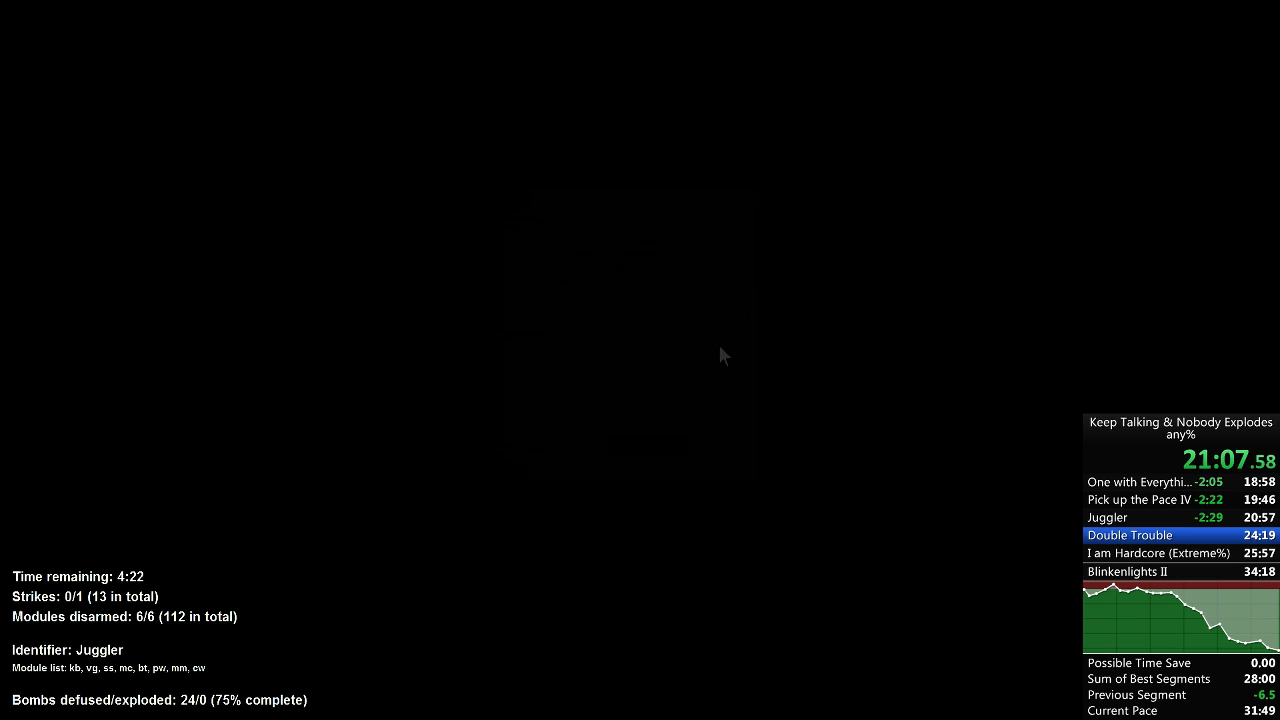 Keep Talking & Nobody Explodes
any%
21:07.58
One with Everythi... -2:05 18:58
Pick up the Pace IV -2:22 19:46
Juggler -2:29 20:57
Double Trouble 24:19
I am Hardcore (Extreme%) 25:57
Blinkenlights II 34:18
Possible Time Save 0.00
Sum of Best Segments 28:00
Previous Segment -6.5
Current Pace 31:49
Time remaining: 4:22
Strikes: 0/1 (13 in total)
Modules disarmed: 6/6 (112 in total)
Identifier: Juggler
Module list: kb, vg, ss, mc, bt, pw, mm, cw
Bombs defused/exploded: 24/0 (75% complete)